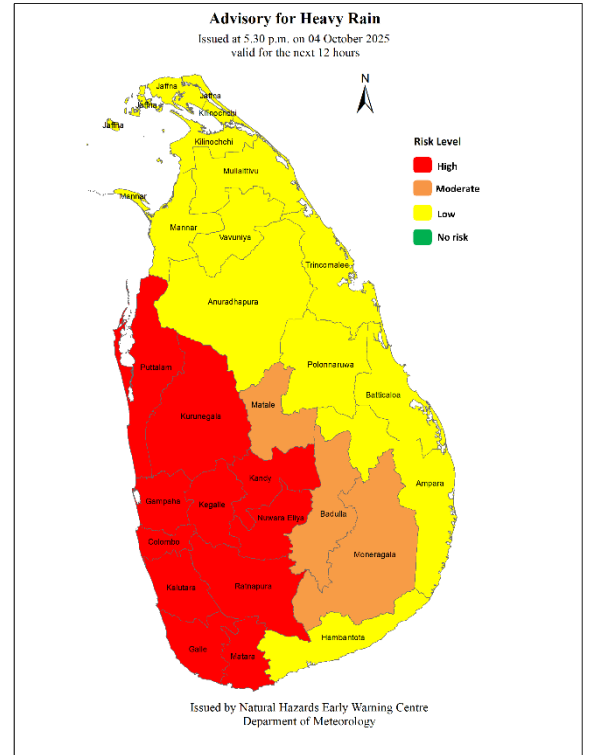 Advisory for Heavy Rain
Issued at 5.30 p.m. on 04 October 2025
valid for the next 12 hours
N
Jaffna
Jaffna
Jaffna
Jaffna
Kilinochchi
Kilinochchi
Mullaittivu
Mannar
Mannar
Vavuniya
Trincomalee
Anuradhapura
Polonnaruwa
Puttalam
Matale
Batticaloa
Kurunegala
Kandy
Ampara
Gampaha
Kegalle
Nuwara Eliya
Badulla
Colombo
Moneragala
Kalutara
Ratnapura
Hambantota
Galle
Matara
Risk Level
High
Moderate
Low
No risk
Issued by Natural Hazards Early Warning Centre
Deparment of Meteorology